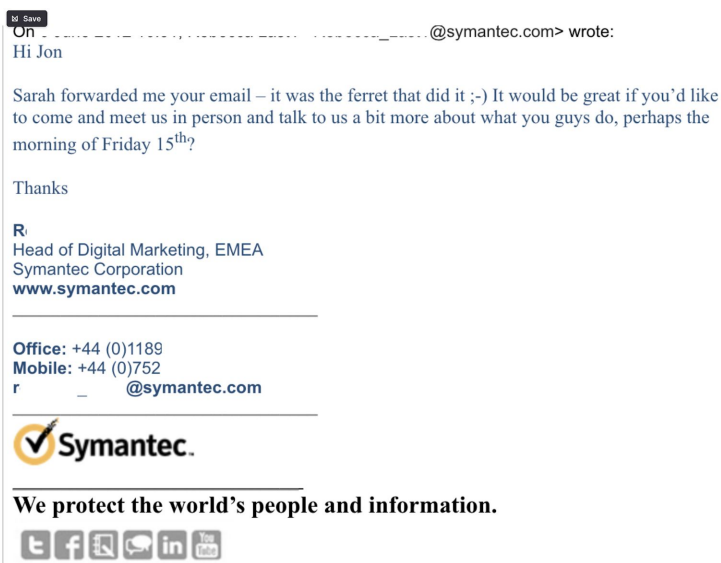 Save
On @symantec.com> wrote:
Hi Jon
Sarah forwarded me your email – it was the ferret that did it ;-) It would be great if you’d like
to come and meet us in person and talk to us a bit more about what you guys do, perhaps the
morning of Friday 15th?
Thanks
R
Head of Digital Marketing, EMEA
Symantec Corporation
www.symantec.com
Office: +44 (0)1189
Mobile: +44 (0)752
r _ @symantec.com
Symantec.
We protect the world’s people and information.
t f in You Tube